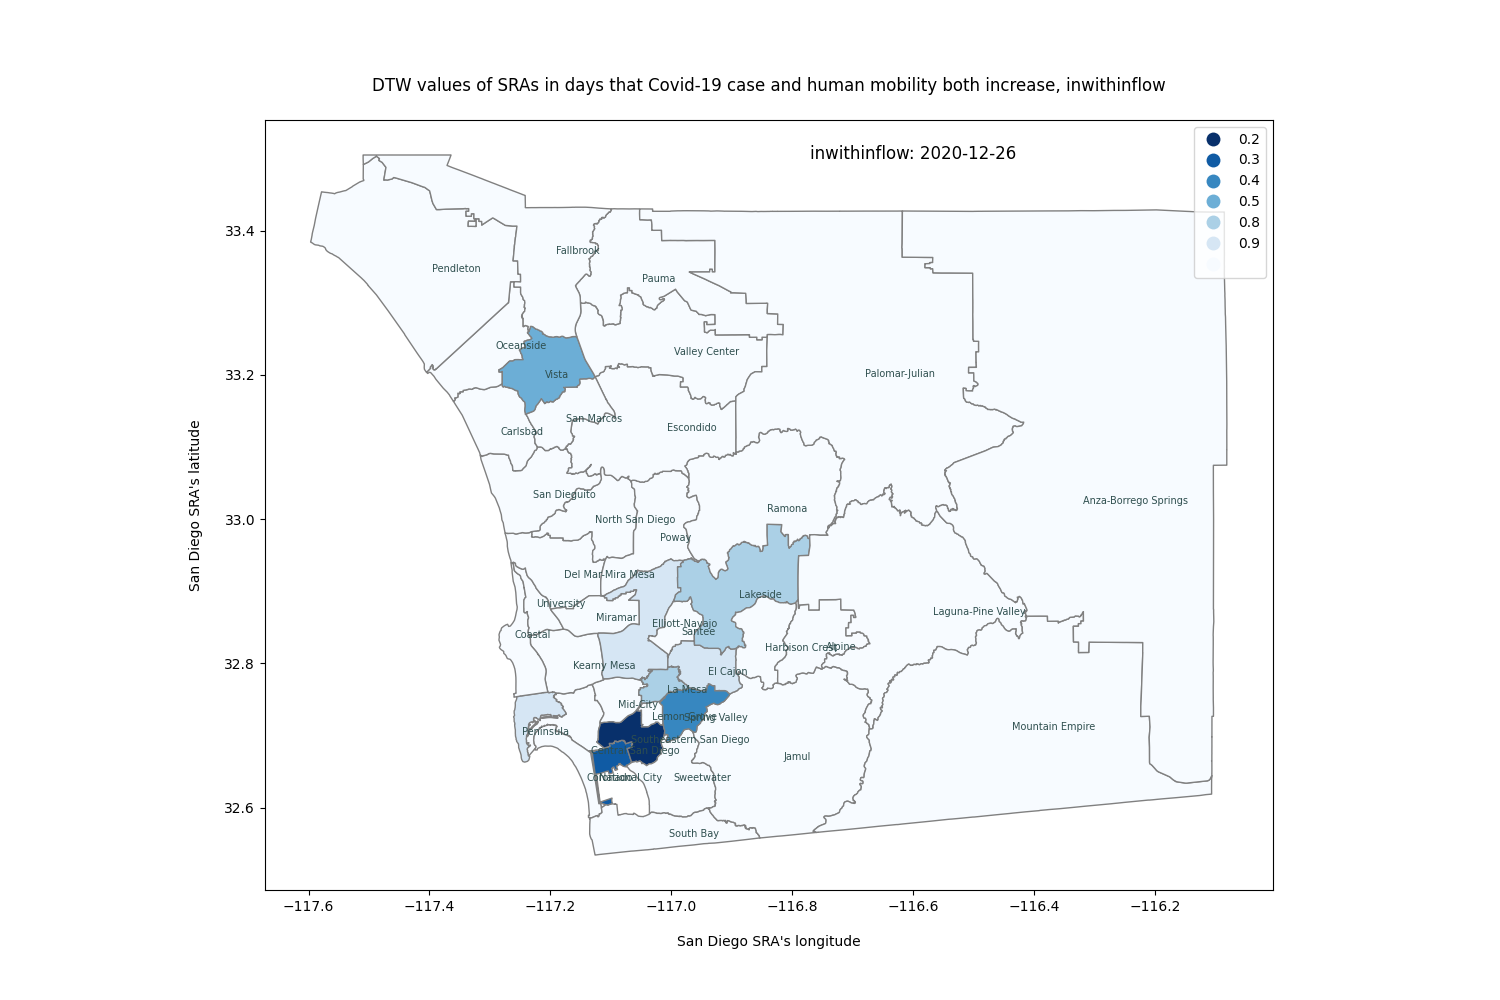 DTW values of SRAs in days that Covid-19 case and human mobility both increase, inwithinflow
inwithinflow: 2020-12-26
0.2
0.3
0.4
0.5
0.8
0.9
San Diego SRA's latitude
33.4
33.2
33.0
32.8
32.6
Fallbrook
Pendleton
Pauma
Oceanside
Valley Center
Vista
Palomar-Julian
San Marcos
Carlsbad
Escondido
San Dieguito
Anza-Borrego Springs
Ramona
North San Diego
Poway
Del Mar-Mira Mesa
Lakeside
University
Miramar
Laguna-Pine Valley
Elliott-Navajo
Santee
Coastal
Harbison Crest
Alpine
Kearny Mesa
El Cajon
La Mesa
Mid-City
Lemon Grove
Spring Valley
Mountain Empire
Peninsula
Southeastern San Diego
Central San Diego
Jamul
Coronado
National City
Sweetwater
South Bay
−117.6
−117.4
−117.2
−117.0
−116.8
−116.6
−116.4
−116.2
San Diego SRA's longitude